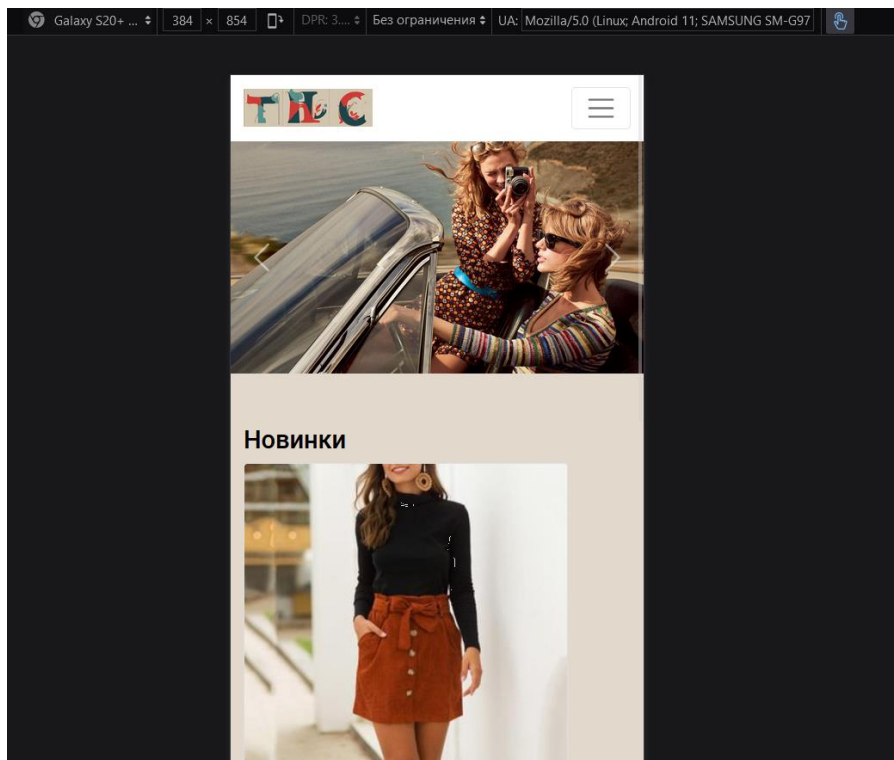 Galaxy S20+ ... 384 × 854 DPR: 3.... Без ограничения UA: Mozilla/5.0 (Linux; Android 11; SAMSUNG SM-G97
THC
Новинки